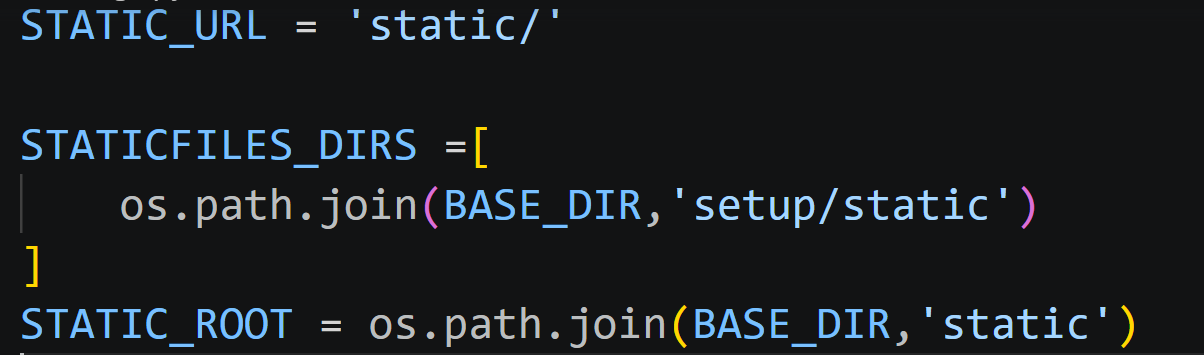 STATIC_URL = 'static/'
STATICFILES_DIRS =[
    os.path.join(BASE_DIR,'setup/static')
]
STATIC_ROOT = os.path.join(BASE_DIR,'static')